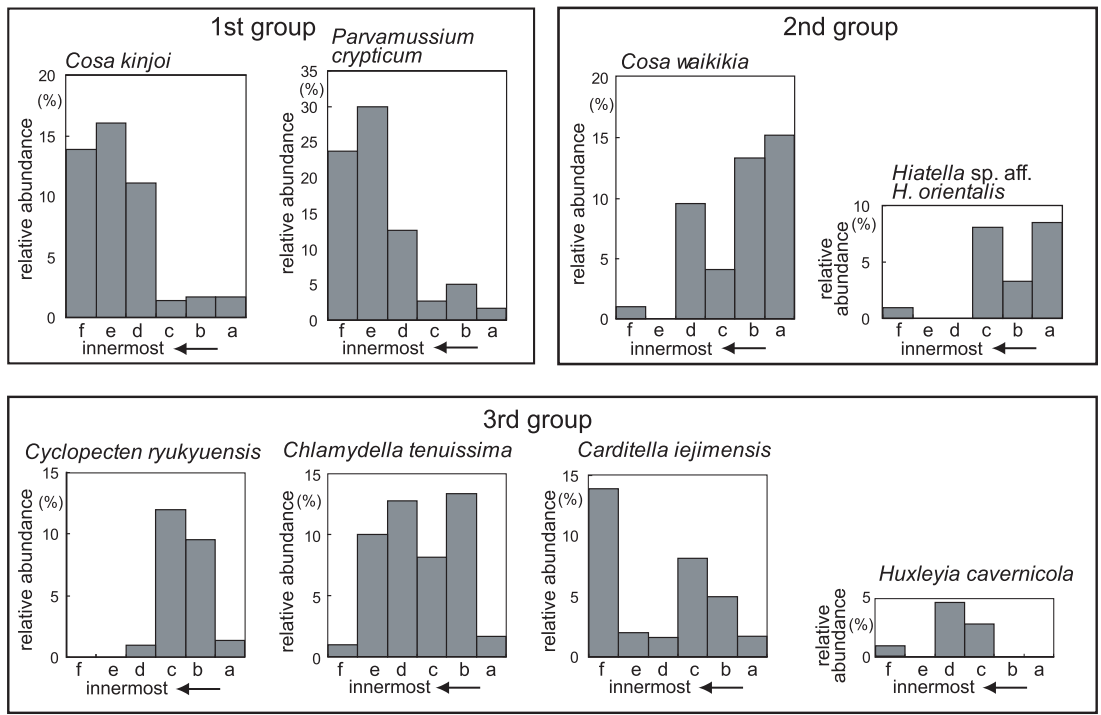 1st group
Cosa kinjoi
20
(%)
15
10
5
0
relative abundance
f e d c b a
innermost
Parvamussium
crypticum
35
(%)
30
25
20
15
10
5
0
relative abundance
f e d c b a
innermost
2nd group
Cosa waikikia
20
(%)
15
10
5
0
relative abundance
f e d c b a
innermost
Hiatella sp. aff.
H. orientalis
10
(%)
5
0
relative
abundance
f e d c b a
innermost
3rd group
Cyclopecten ryukyuensis
15
(%)
10
5
0
relative abundance
f e d c b a
innermost
Chlamydella tenuissima
15
(%)
10
5
0
relative abundance
f e d c b a
innermost
Carditella iejimensis
15
(%)
10
5
0
relative abundance
f e d c b a
innermost
Huxleyia cavernicola
5
(%)
0
relative
abundance
f e d c b a
innermost